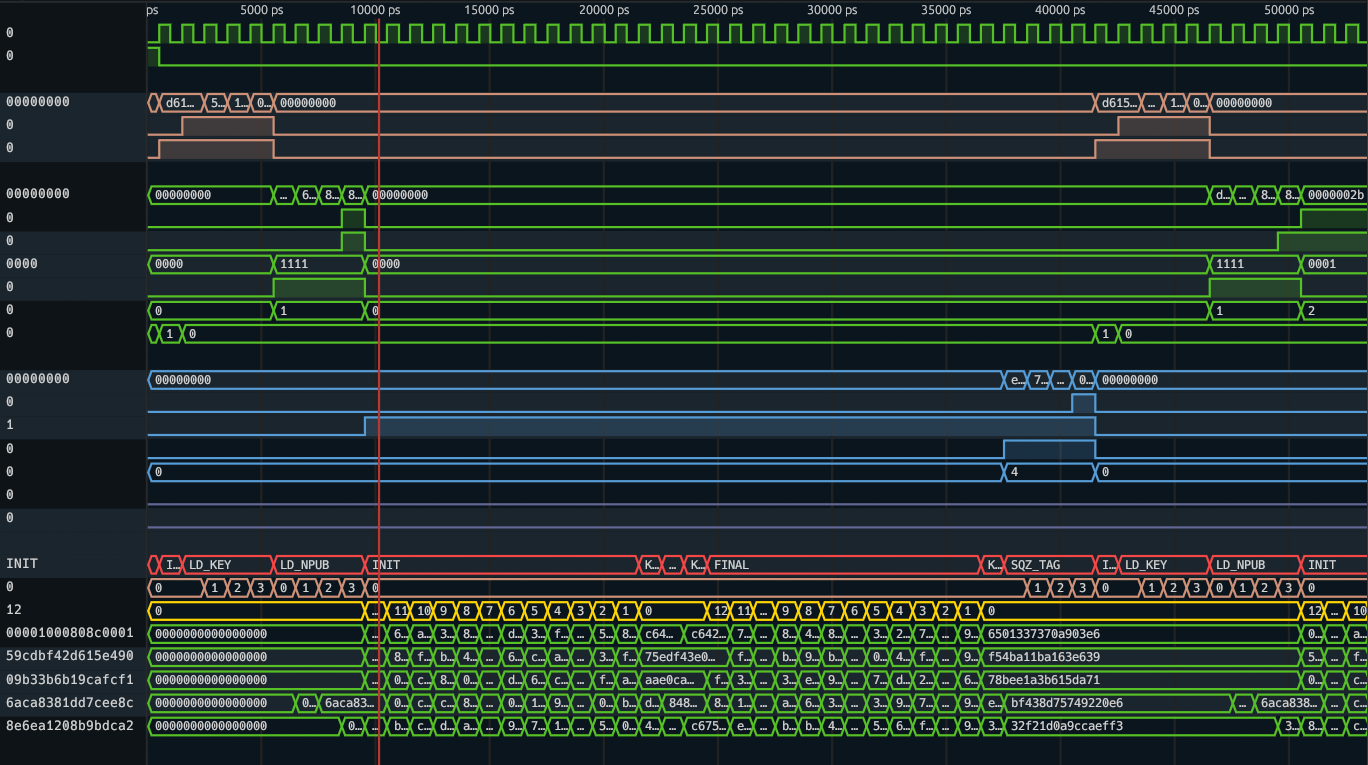 ps 5000 ps 10000 ps 15000 ps 20000 ps 25000 ps 30000 ps 35000 ps 40000 ps 45000 ps 50000 ps
0
0
00000000 d61… 5… 1… 0… 00000000 d615… … 1… 0… 00000000
0
0
00000000 00000000 … 6… 8… 8… 00000000 d… … 8… 8… 0000002b
0
0
0000 0000 1111 0000 1111 0001
0
0 0 1 0 1 2
0 1 0 1 0
00000000 00000000 e… 7… … 0… 00000000
0
1
0
0 0 4 0
0
0
INIT I… LD_KEY LD_NPUB INIT K… … K… FINAL K… SQZ_TAG I… LD_KEY LD_NPUB INIT
0 0 1 2 3 0 1 2 3 0 1 2 3 0 1 2 3 0 1 2 3 0
12 0 … 11 10 9 8 7 6 5 4 3 2 1 0 12 11 … 9 8 7 6 5 4 3 2 1 0 12 … 10
00001000808c0001 0000000000000000 … 6… a… 3… 8… … d… 3… f… … 5… 8… c64… c642… 7… … 8… 4… 8… … 3… 2… 7… … 9… 6501337370a903e6 0… … a…
59cdbf42d615e490 0000000000000000 … 8… f… b… 4… … 6… c… a… … 3… f… 75edf43e0… f… … b… 9… b… … 0… 4… f… … 9… f54ba11ba163e639 5… … f…
09b33b6b19cafcf1 0000000000000000 … 0… c… 8… 0… … d… 6… c… … f… a… aae0ca… f… 3… … 3… e… 9… … 7… d… 2… … 6… 78bee1a3b615da71 0… … c…
6aca8381dd7cee8c 0000000000000000 0… 6aca83… 0… c… c… 8… … 1… 8… c… … 0… b… d… 848… 8… 1… … a… 6… 3… … 3… 9… 7… … 9… e… bf438d75749220e6 … 6aca838… … c…
8e6ea1208b9bdca2 0000000000000000 0… … b… c… d… a… … 9… 7… 1… … 5… 0… 4… … c675… e… … b… 3… 4… … 5… 6… f… … 9… 3… 32f21d0a9ccaeff3 3… 8… … c…